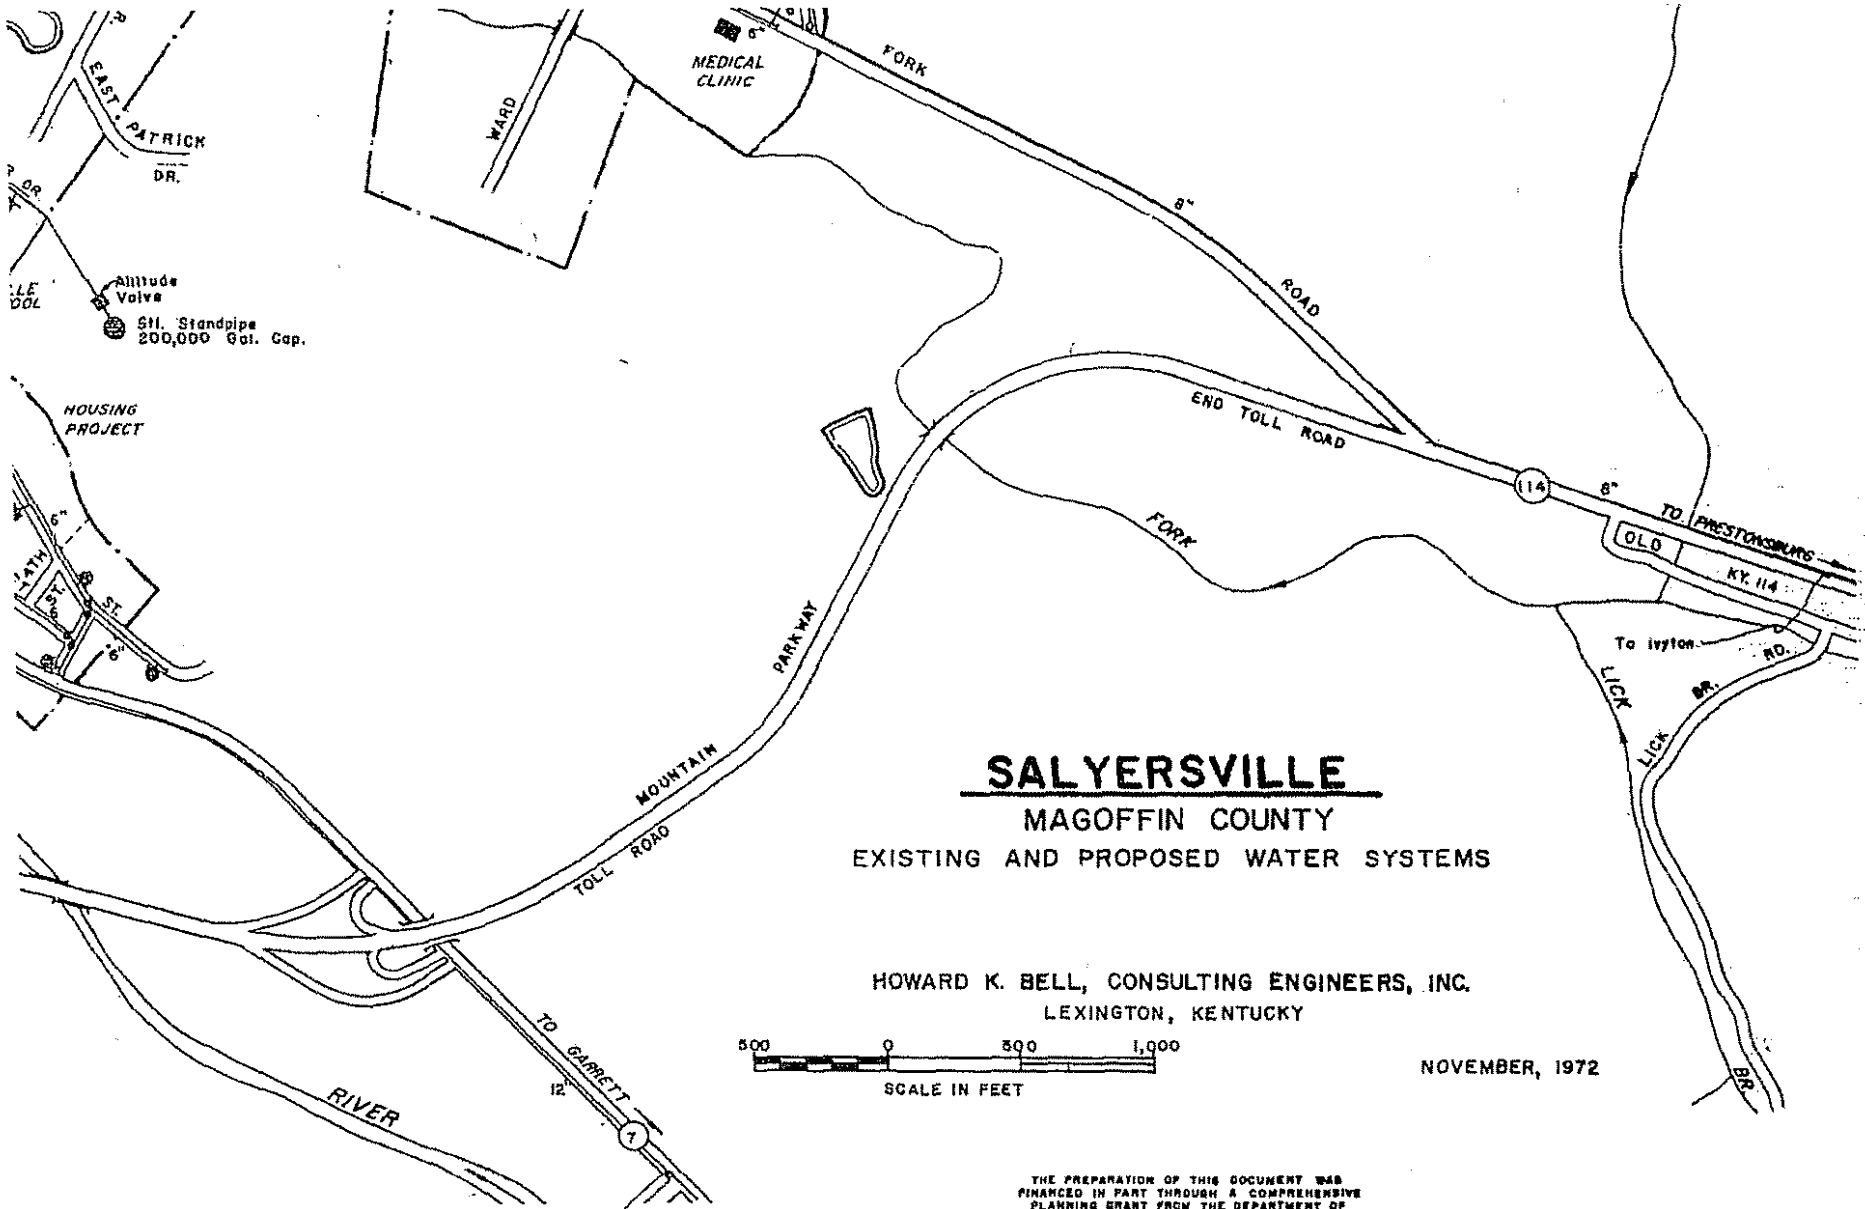 EAST PATRICK
DR.
DR.
Altitude
Valve
Stl. Standpipe
200,000 Gal. Cap.
HOUSING
PROJECT
6"
ST.
6
ST.
6"
WARD
MEDICAL
CLINIC
6"
FORK
8"
ROAD
END TOLL ROAD
114
8"
TO PRESTONSBURG
OLD
KY. 114
To Ivyton
FORK
LICK
LICK BR. RD.
BR.
PARKWAY
MOUNTAIN
TOLL ROAD
TO GARRETT
12"
7
RIVER
SALYERSVILLE
MAGOFFIN COUNTY
EXISTING AND PROPOSED WATER SYSTEMS
HOWARD K. BELL, CONSULTING ENGINEERS, INC.
LEXINGTON, KENTUCKY
500 0 500 1,000
SCALE IN FEET
NOVEMBER, 1972
THE PREPARATION OF THIS DOCUMENT WAS
FINANCED IN PART THROUGH A COMPREHENSIVE
PLANNING GRANT FROM THE DEPARTMENT OF